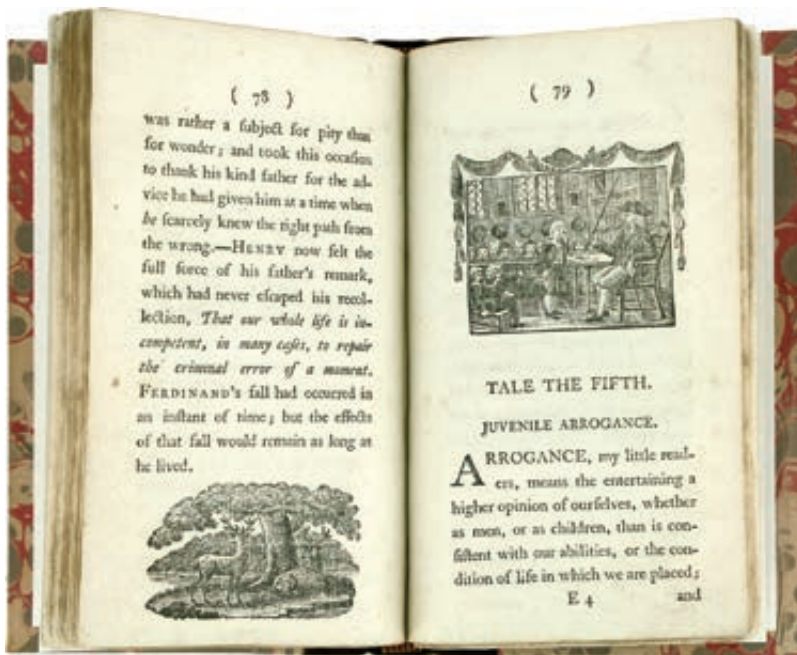 ( 78 )
was rather a ſubject for pity than
for wonder; and took this occaſion
to thank his kind father for the ad-
vice he had given him at a time when
he ſcarcely knew the right path from
the wrong.—HENRY now felt the
full force of his father's remark,
which had never eſcaped his recol-
lection, That our whole life is in-
competent, in many caſes, to repair
the criminal error of a moment.
FERDINAND'S fall had occurred in
an inſtant of time; but the effects
of that fall would remain as long as
he lived.
( 79 )
TALE THE FIFTH.
JUVENILE ARROGANCE.
ARROGANCE, my little read-
ers, means the entertaining a
higher opinion of ourſelves, whether
as men, or as children, than is con-
ſiſtent with our abilities, or the con-
dition of life in which we are placed;
E 4 and